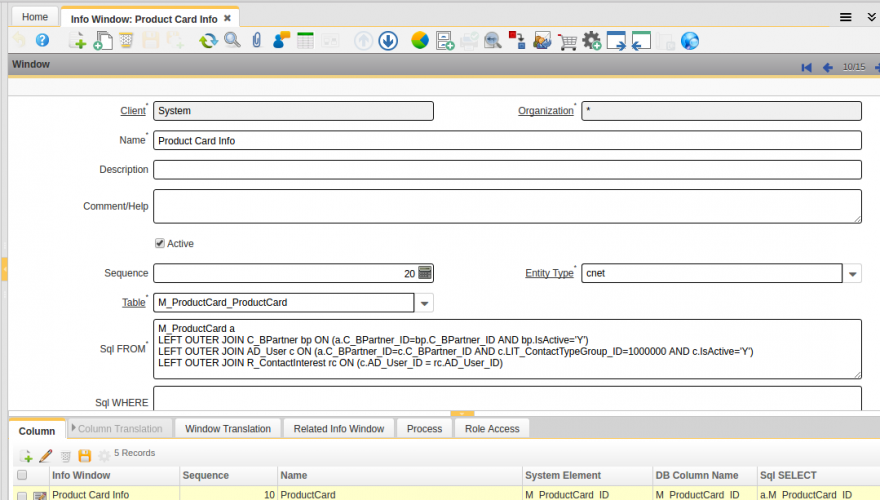 Home
Info Window: Product Card Info
Window
10/15
Client* System
Organization* *
Name* Product Card Info
Description
Comment/Help
Active
Sequence 20
Entity Type* cnet
Table* M_ProductCard_ProductCard
Sql FROM*
M_ProductCard a
LEFT OUTER JOIN C_BPartner bp ON (a.C_BPartner_ID=bp.C_BPartner_ID AND bp.IsActive='Y')
LEFT OUTER JOIN AD_User c ON (a.C_BPartner_ID=c.C_BPartner_ID AND c.LIT_ContactTypeGroup_ID=1000000 AND c.IsActive='Y')
LEFT OUTER JOIN R_ContactInterest rc ON (c.AD_User_ID = rc.AD_User_ID)
Sql WHERE
Column Column Translation Window Translation Related Info Window Process Role Access
5 Records
Info Window Sequence Name System Element DB Column Name Sql SELECT
Product Card Info 10 ProductCard M_ProductCard_ID M_ProductCard_ID a.M_ProductCard_ID